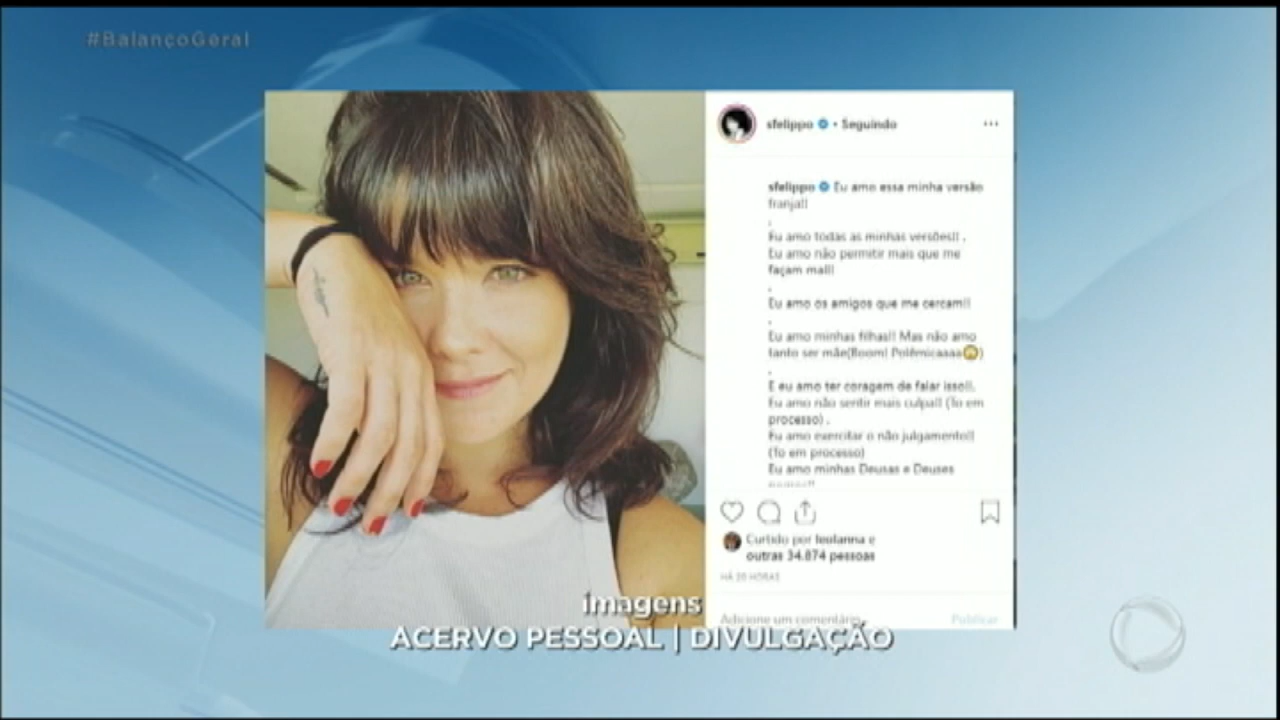 #BalançoGeral
sfelippo • Seguindo
sfelippo Eu amo essa minha versão
franja!!
.
Eu amo todas as minhas versões!! .
Eu amo não permitir mais que me
façam mal!!
.
Eu amo os amigos que me cercam!!
.
Eu amo minhas filhas!! Mas não amo
tanto ser mãe(Boom! Polêmicaaaa😱)
.
E eu amo ter coragem de falar isso!!.
Eu amo não sentir mais culpa!! (To em
processo) .
Eu amo exercitar o não julgamento!!
(To em processo)
Eu amo minhas Deusas e Deuses
Curtido por leolanna e
outras 34.874 pessoas
HÁ 20 HORAS
Adicione um comentário...
Publicar
imagens
ACERVO PESSOAL | DIVULGAÇÃO